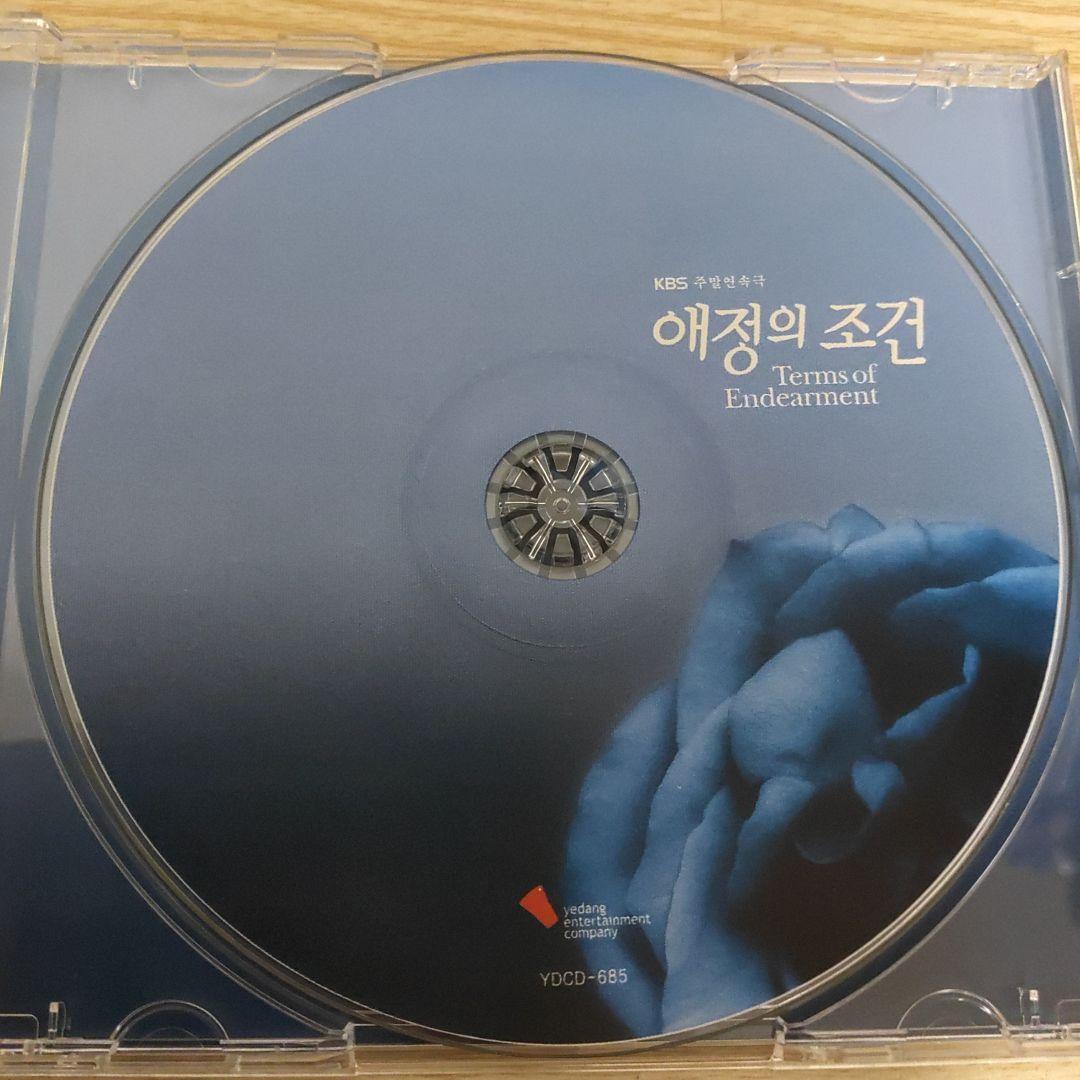 KBS 주말연속극
애정의 조건
Terms of
Endearment
yedang
entertainment
company
YDCD-685